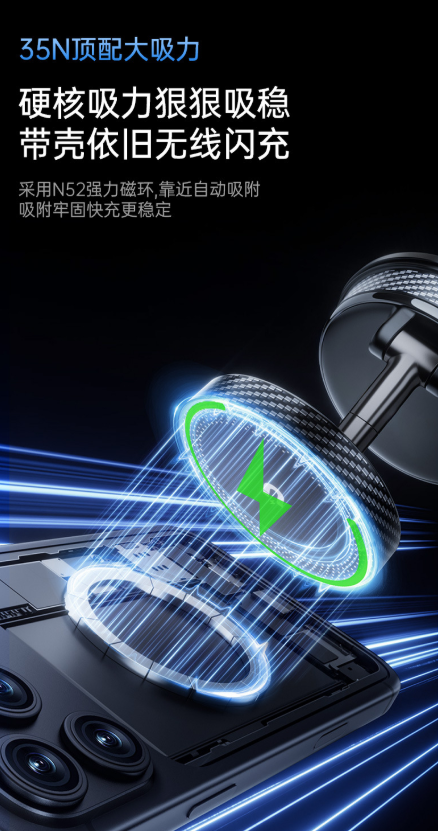 35N顶配大吸力
硬核吸力狠狠吸稳
带壳依旧无线闪充
采用N52强力磁环,靠近自动吸附
吸附牢固快充更稳定